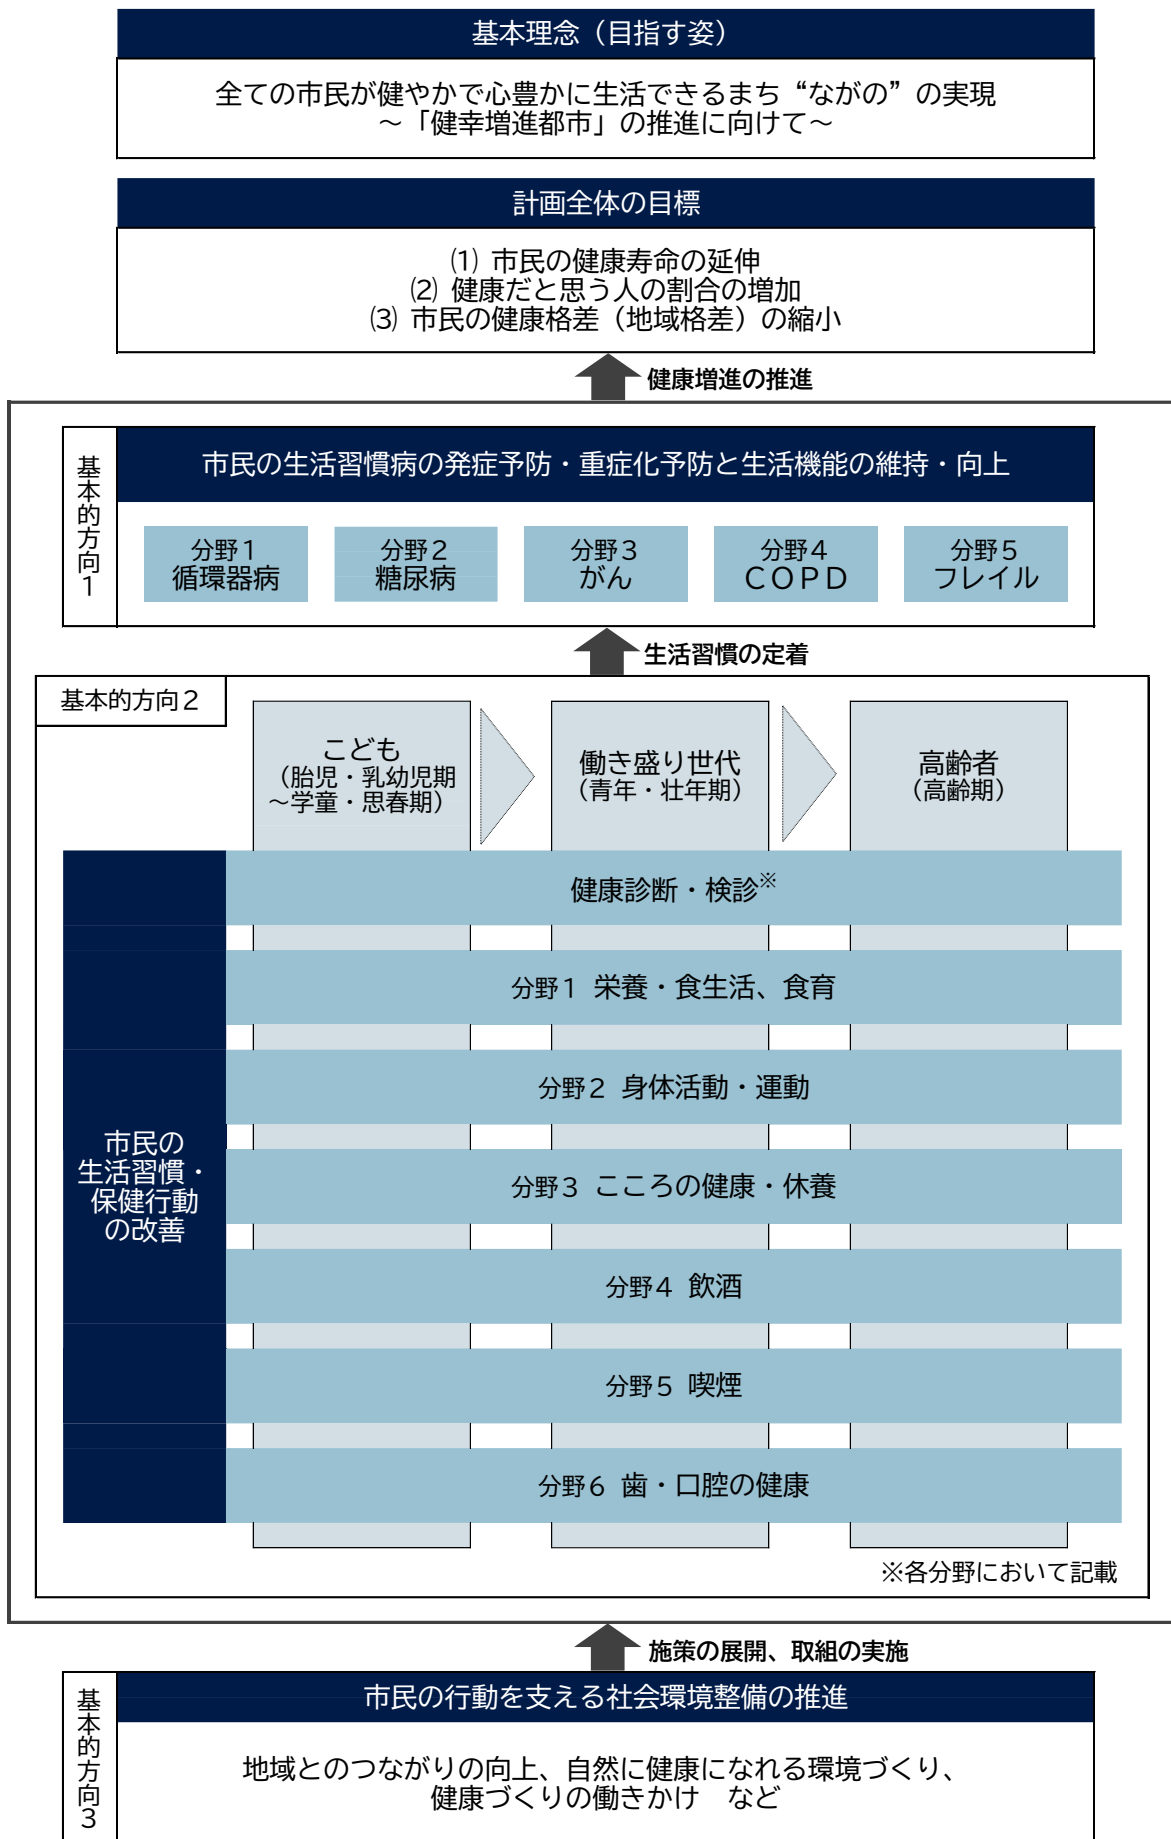 基本理念（目指す姿）
全ての市民が健やかで心豊かに生活できるまち“ながの”の実現
～「健幸増進都市」の推進に向けて～
計画全体の目標
⑴ 市民の健康寿命の延伸
⑵ 健康だと思う人の割合の増加
⑶ 市民の健康格差（地域格差）の縮小
健康増進の推進
基本的方向１
市民の生活習慣病の発症予防・重症化予防と生活機能の維持・向上
分野１
循環器病
分野２
糖尿病
分野３
がん
分野４
ＣＯＰＤ
分野５
フレイル
生活習慣の定着
基本的方向２
こども
（胎児・乳幼児期
～学童・思春期）
働き盛り世代
（青年・壮年期）
高齢者
（高齢期）
市民の
生活習慣・
保健行動
の改善
健康診断・検診※
分野１ 栄養・食生活、食育
分野２ 身体活動・運動
分野３ こころの健康・休養
分野４ 飲酒
分野５ 喫煙
分野６ 歯・口腔の健康
※各分野において記載
施策の展開、取組の実施
基本的方向３
市民の行動を支える社会環境整備の推進
地域とのつながりの向上、自然に健康になれる環境づくり、
健康づくりの働きかけ　など